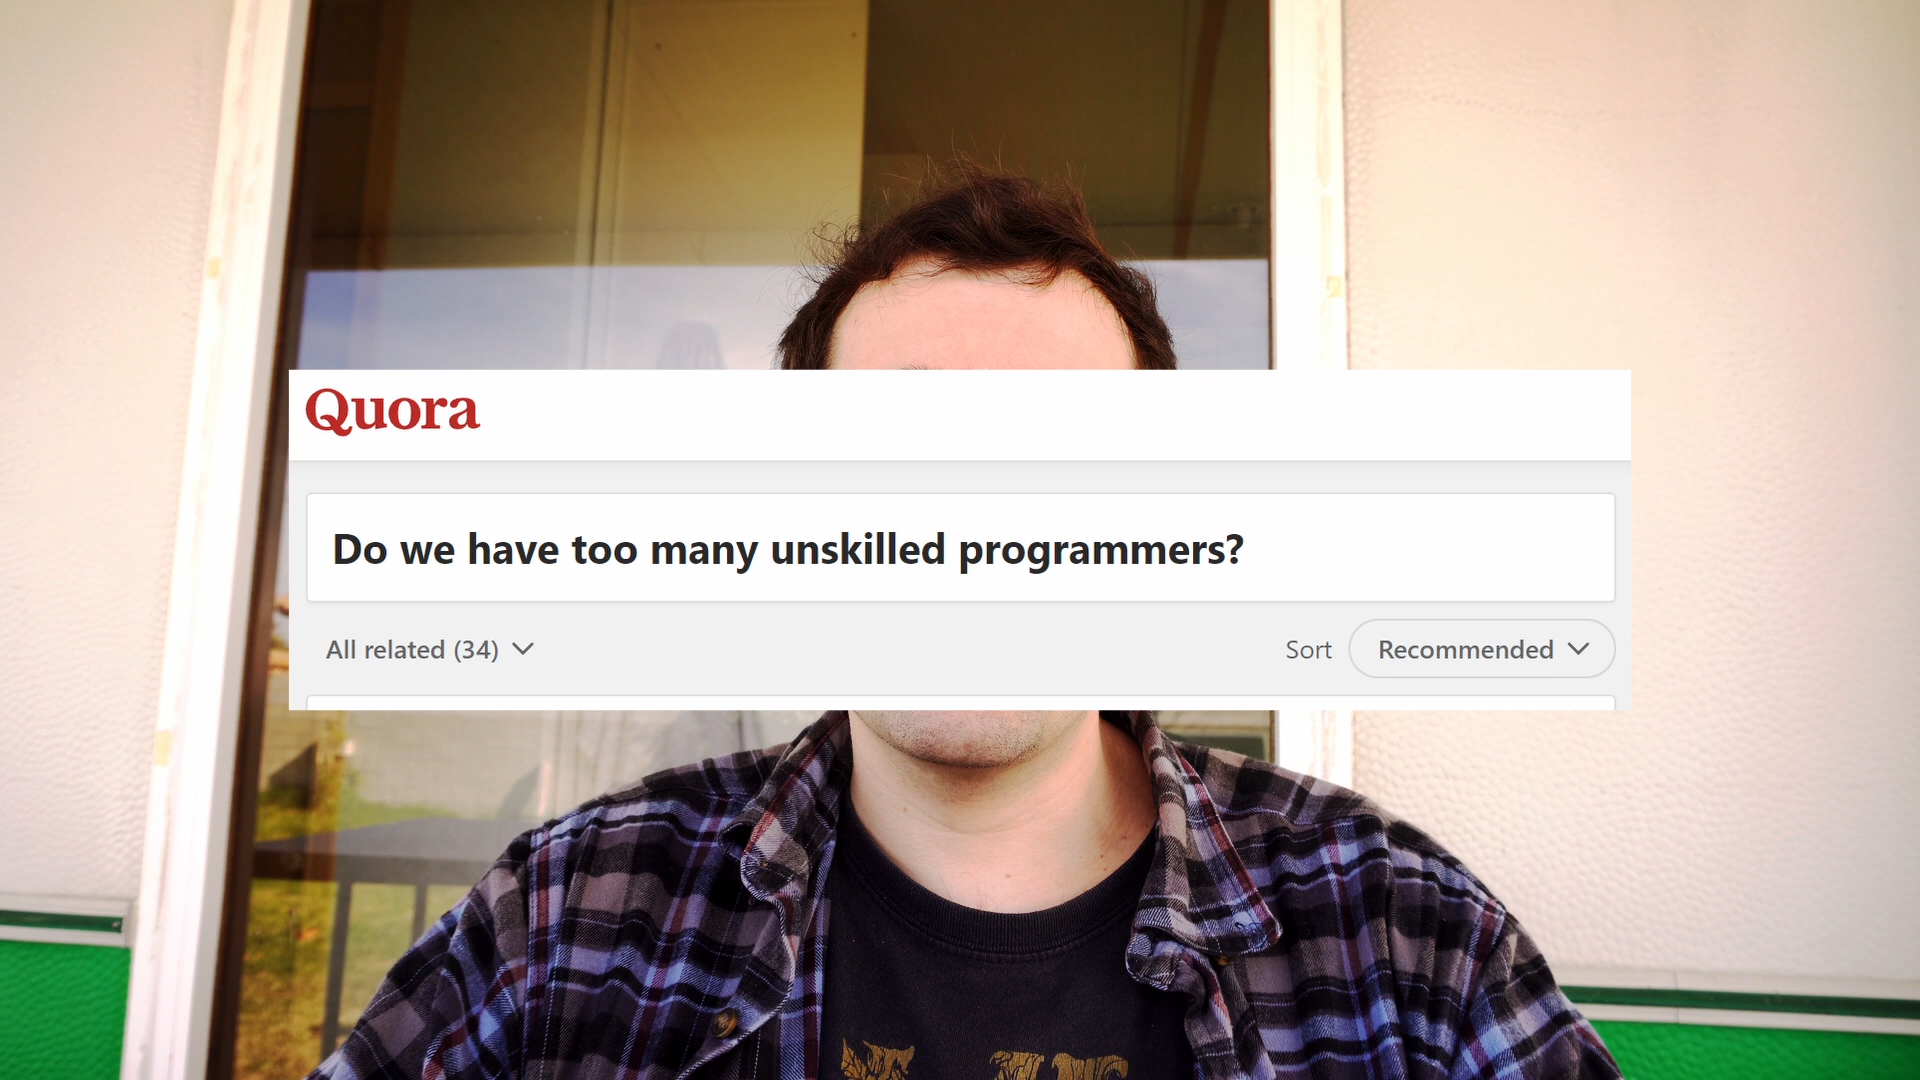 Quora
Do we have too many unskilled programmers?
All related (34)
Sort Recommended